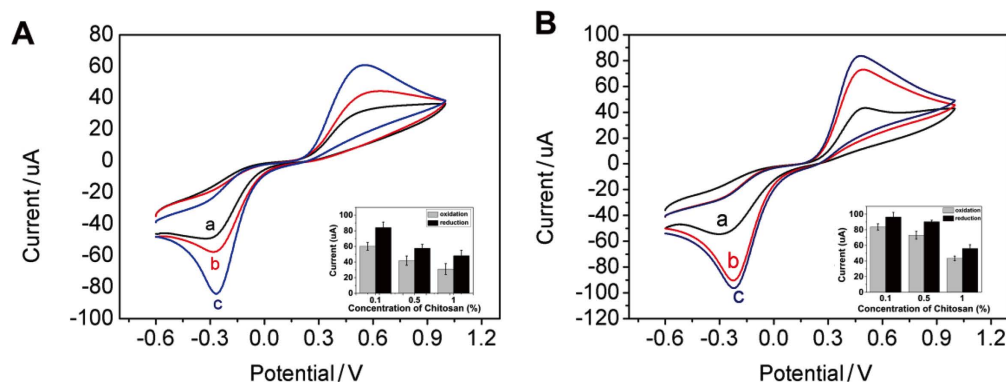 A
80
60
40
20
0
-20
-40
-60
-80
-100
Current / uA
-0.6 -0.3 0.0 0.3 0.6 0.9 1.2
Potential / V
a
b
c
oxidation
reduction
100
80
60
40
20
0
Current (uA)
0.1 0.5 1
Concentration of Chitosan (%)
B
100
80
60
40
20
0
-20
-40
-60
-80
-100
-120
Current / uA
-0.6 -0.3 0.0 0.3 0.6 0.9 1.2
Potential / V
a
b
c
oxidation
reduction
100
80
60
40
20
0
Current (uA)
0.1 0.5 1
Concentration of Chitosan (%)